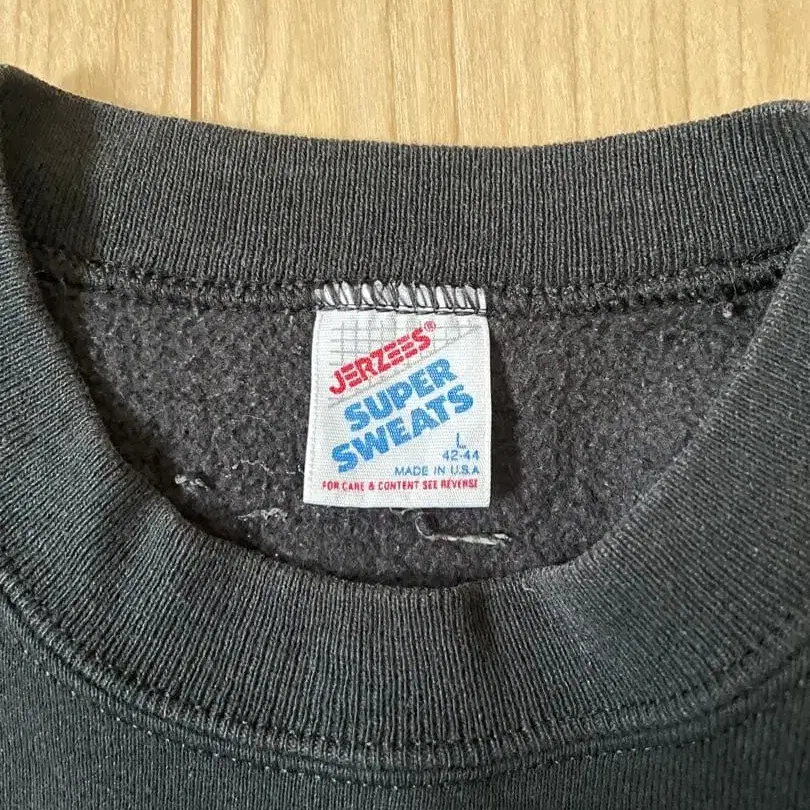 JERZEES®
SUPER
SWEATS
L
42-44
MADE IN U.S.A
FOR CARE & CONTENT SEE REVERSE